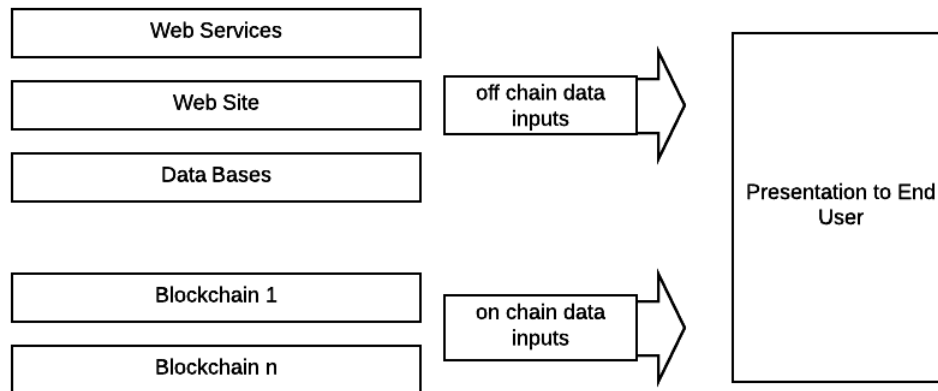 Web Services
Web Site
Data Bases
off chain data
inputs
Blockchain 1
Blockchain n
on chain data
inputs
Presentation to End
User